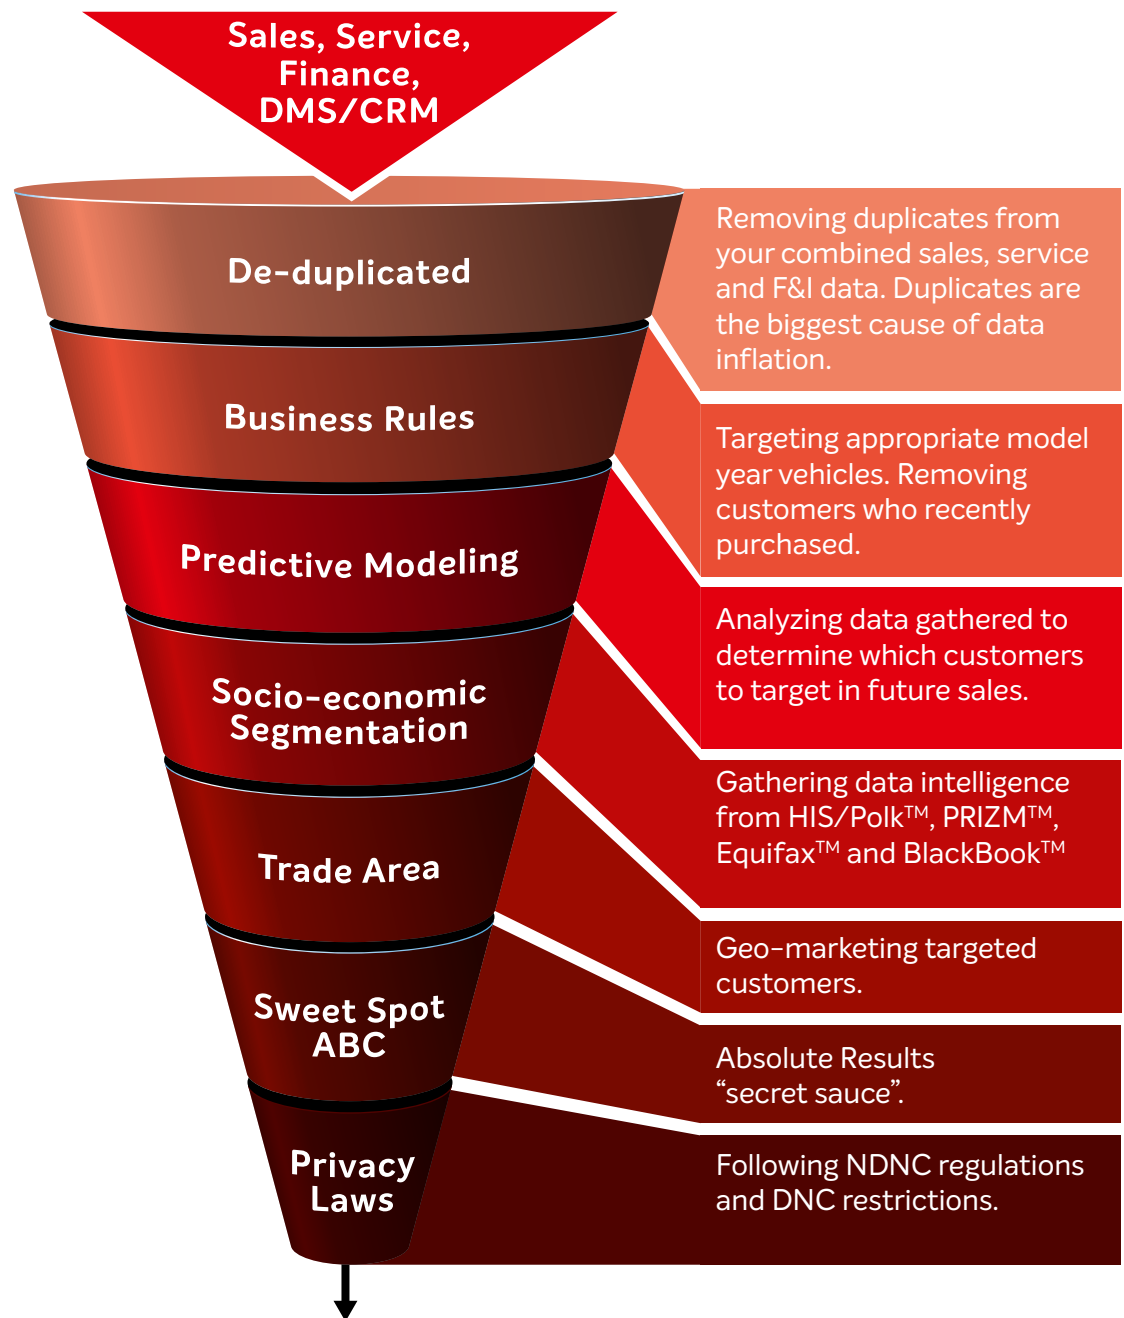 Sales, Service,
Finance,
DMS/CRM
De-duplicated
Removing duplicates from
your combined sales, service
and F&I data. Duplicates are
the biggest cause of data
inflation.
Business Rules
Targeting appropriate model
year vehicles. Removing
customers who recently
purchased.
Predictive Modeling
Analyzing data gathered to
determine which customers
to target in future sales.
Socio-economic
Segmentation
Gathering data intelligence
from HIS/Polk™, PRIZM™,
Equifax™ and BlackBook™
Trade Area
Geo-marketing targeted
customers.
Sweet Spot
ABC
Absolute Results
“secret sauce”.
Privacy
Laws
Following NDNC regulations
and DNC restrictions.